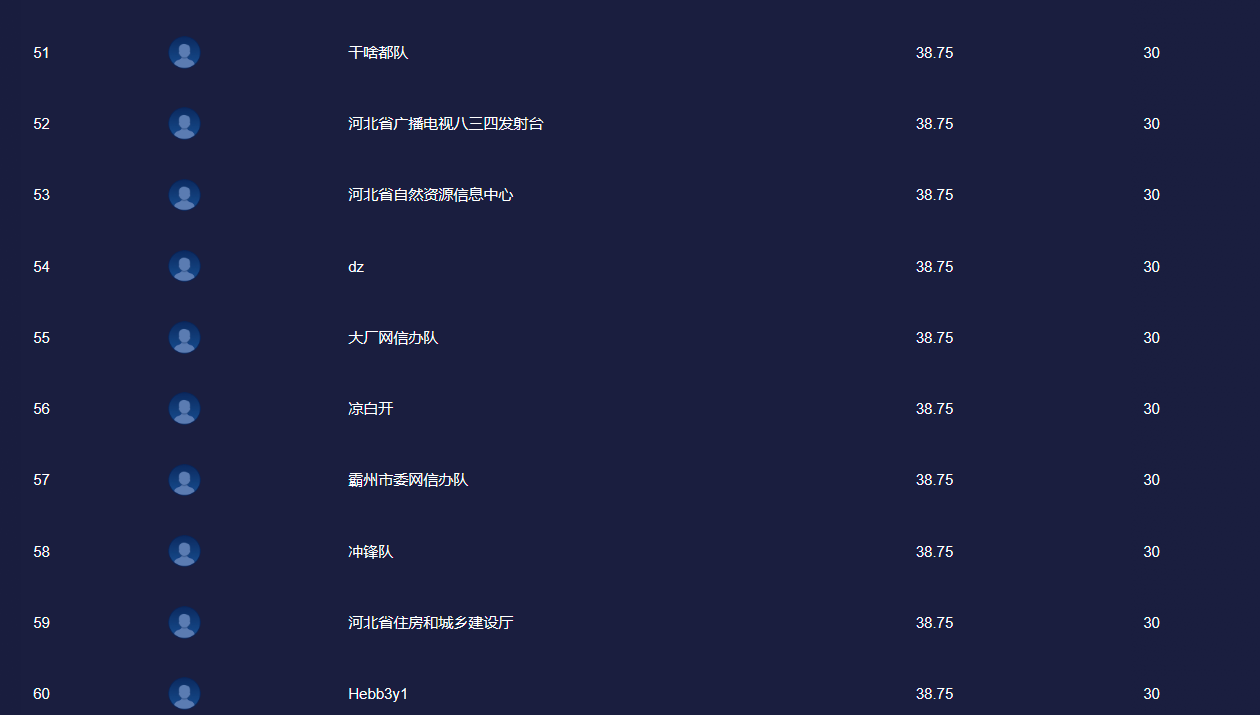 51 干啥都队 38.75 30
52 河北省广播电视八三四发射台 38.75 30
53 河北省自然资源信息中心 38.75 30
54 dz 38.75 30
55 大厂网信办队 38.75 30
56 凉白开 38.75 30
57 霸州市委网信办队 38.75 30
58 冲锋队 38.75 30
59 河北省住房和城乡建设厅 38.75 30
60 Hebb3y1 38.75 30